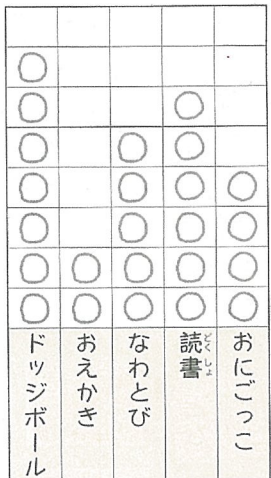 ドッジボール
おえかき
なわとび
読書
どくしょ
おにごっこ